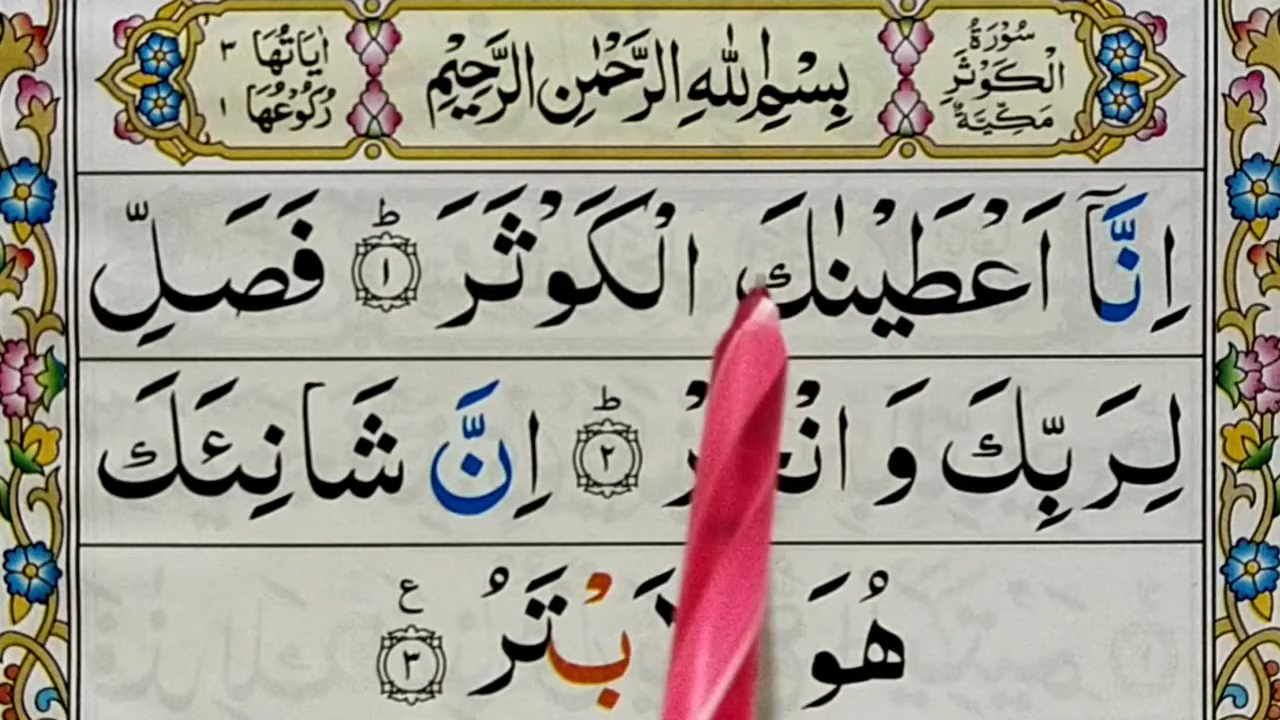 سُوْرَةُ الْكَوْثَرِ مَكِّيَّةٌ
بِسْمِ اللّٰهِ الرَّحْمٰنِ الرَّحِيْمِ
اٰيَاتُهَا ٣
رُكُوْعُهَا ١
اِنَّآ اَعْطَيْنٰكَ الْكَوْثَرَ ؕ ١ فَصَلِّ
لِرَبِّكَ وَ ؕ ٢ اِنَّ شَانِئَكَ
هُوَ ٣ ع